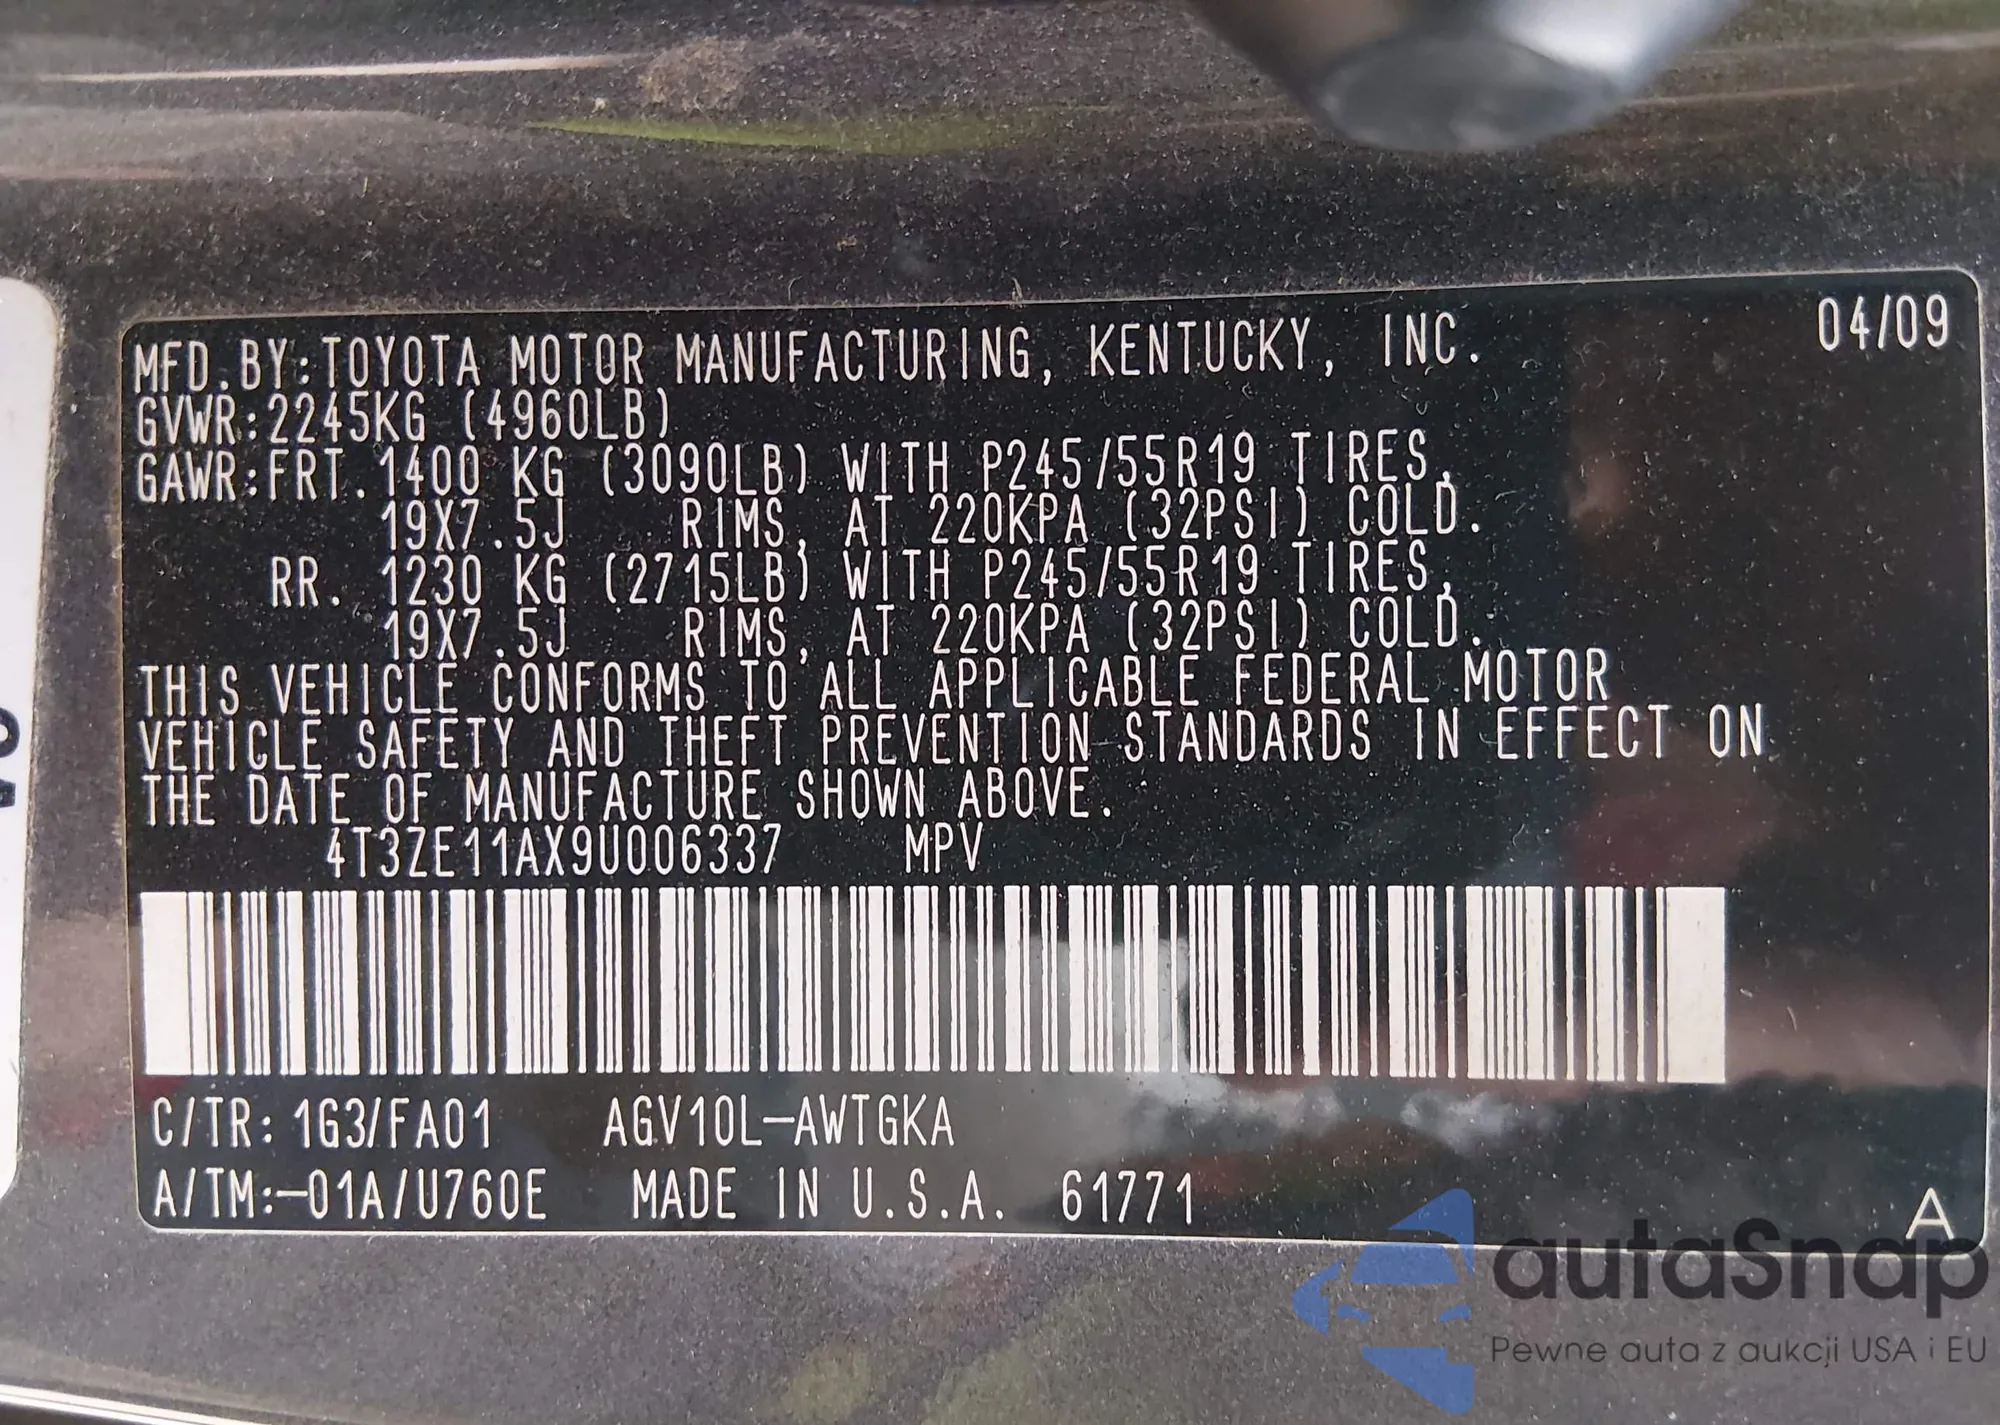 04/09
MFD.BY:TOYOTA MOTOR MANUFACTURING, KENTUCKY, INC.
GVWR:2245KG (4960LB)
GAWR:FRT.1400 KG (3090LB) WITH P245/55R19 TIRES,
19X7.5J RIMS, AT 220KPA (32PSI) COLD.
RR. 1230 KG (2715LB) WITH P245/55R19 TIRES,
19X7.5J RIMS, AT 220KPA (32PSI) COLD.
THIS VEHICLE CONFORMS TO ALL APPLICABLE FEDERAL MOTOR
VEHICLE SAFETY AND THEFT PREVENTION STANDARDS IN EFFECT ON
THE DATE OF MANUFACTURE SHOWN ABOVE.
4T3ZE11AX9U006337 MPV
C/TR: 1G3/FA01 AGV10L-AWTGKA
A/TM:-01A/U760E MADE IN U.S.A. 61771
A
autaSnap
Pewne auta z aukcji USA i EU